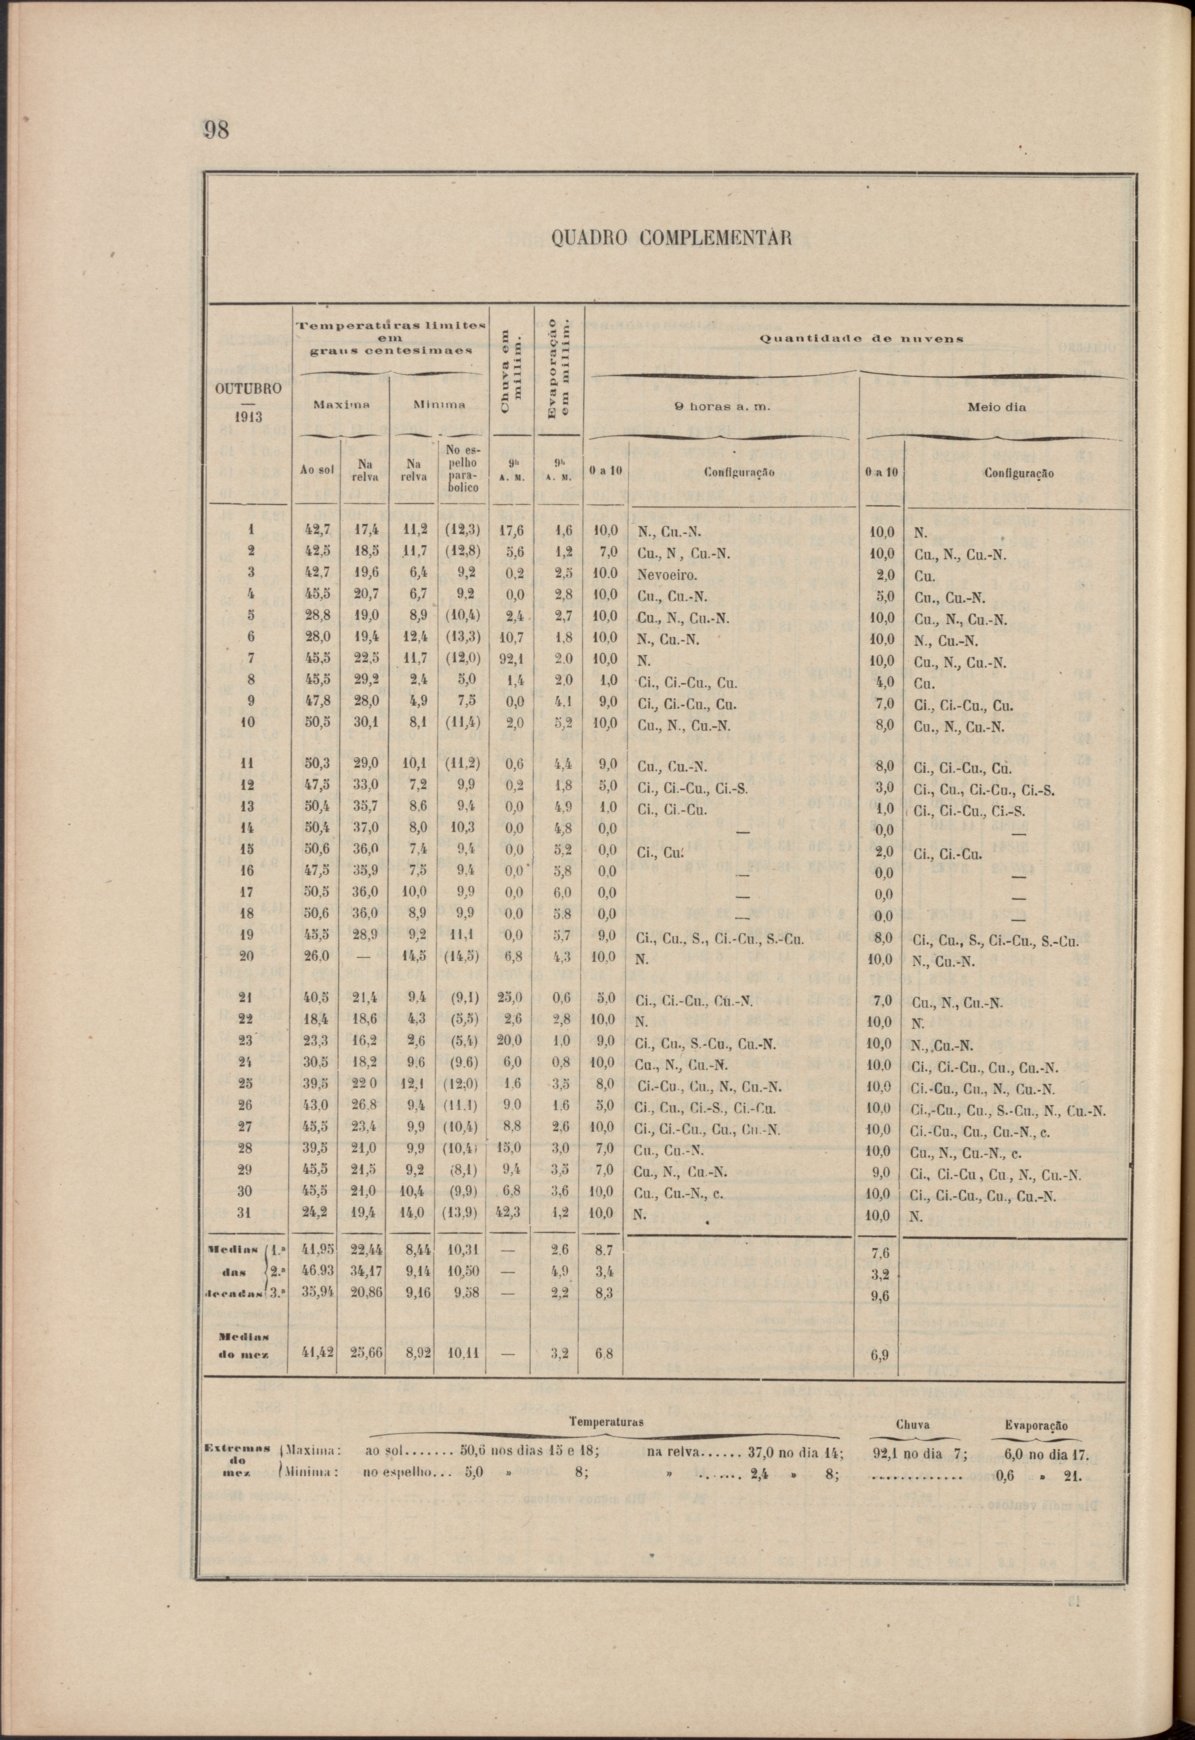 98
QUADRO COMPLEMENTAR
OUTUBRO
—
1913
Temperaturas limites
em
graus centesimaes
Chuva em
millim.
Evaporação
em millim.
Quantidade de nuvens
Maxima Minima 9 horas a. m. Meio dia
Ao sol Na relva Na relva No espelho parabolico 9h A. M. 9h A. M. 0 a 10 Configuração 0 a 10 Configuração
1 42,7 17,4 11,2 (12,3) 17,6 1,6 10,0 N., Cu.-N. 10,0 N.
2 42,5 18,5 11,7 (12,8) 5,6 1,2 7,0 Cu., N , Cu.-N. 10,0 Cu., N., Cu.-N.
3 42,7 19,6 6,4 9,2 0,2 2,5 10.0 Nevoeiro. 2,0 Cu.
4 45,5 20,7 6,7 9,2 0,0 2,8 10,0 Cu., Cu.-N. 5,0 Cu., Cu.-N.
5 28,8 19,0 8,9 (10,4) 2,4 2,7 10,0 Cu., N., Cu.-N. 10,0 Cu., N., Cu.-N.
6 28,0 19,4 12,4 (13,3) 10,7 1,8 10,0 N., Cu.-N. 10,0 N., Cu.-N.
7 45,5 22,5 11,7 (12,0) 92,1 2.0 10,0 N. 10,0 Cu., N., Cu.-N.
8 45,5 29,2 2,4 5,0 1,4 2,0 1,0 Ci., Ci.-Cu., Cu. 4,0 Cu.
9 47,8 28,0 4,9 7,5 0,0 4,1 9,0 Ci., Ci.-Cu., Cu. 7,0 Ci., Ci.-Cu., Cu.
10 50,5 30,1 8,1 (11,4) 2,0 5,2 10,0 Cu., N., Cu.-N. 8,0 Cu., N., Cu.-N.
11 50,3 29,0 10,1 (11,2) 0,6 4,4 9,0 Cu., Cu.-N. 8,0 Ci., Ci.-Cu., Cu.
12 47,5 33,0 7,2 9,9 0,2 1,8 5,0 Ci., Ci.-Cu., Ci.-S. 3,0 Ci., Cu., Ci.-Cu., Ci.-S.
13 50,4 35,7 8,6 9,4 0,0 4,9 1,0 Ci., Ci.-Cu. 1,0 Ci., Ci.-Cu., Ci.-S.
14 50,4 37,0 8,0 10,3 0,0 4,8 0,0 — 0,0 —
15 50,6 36,0 7,4 9,4 0,0 5,2 0,0 Ci., Cu. 2,0 Ci., Ci.-Cu.
16 47,5 35,9 7,5 9,4 0,0 5,8 0,0 — 0,0 —
17 50,5 36,0 10,0 9,9 0,0 6,0 0,0 — 0,0 —
18 50,6 36,0 8,9 9,9 0,0 5.8 0,0 — 0,0 —
19 45,5 28,9 9,2 11,1 0,0 5,7 9,0 Ci., Cu., S., Ci.-Cu., S.-Cu. 8,0 Ci., Cu., S., Ci.-Cu., S.-Cu.
20 26,0 — 14,5 (14,5) 6,8 4,3 10,0 N. 10,0 N., Cu.-N.
21 40,5 21,4 9,4 (9,1) 25,0 0,6 5,0 Ci., Ci.-Cu., Cu.-N. 7,0 Cu., N., Cu.-N.
22 18,4 18,6 4,3 (5,5) 2,6 2,8 10,0 N. 10,0 N.
23 23,3 16,2 2,6 (5,4) 20,0 1,0 9,0 Ci., Cu., S.-Cu., Cu.-N. 10,0 N., Cu.-N.
24 30,5 18,2 9,6 (9.6) 6,0 0,8 10,0 Cu., N., Cu.-N. 10,0 Ci., Ci.-Cu., Cu., Cu.-N.
25 39,5 22 0 12,1 (12,0) 1,6 3,5 8,0 Ci.-Cu., Cu., N., Cu.-N. 10,0 Ci.-Cu., Cu., N., Cu.-N.
26 43,0 26,8 9,4 (11,1) 9,0 1,6 5,0 Ci., Cu., Ci.-S., Ci.-Cu. 10,0 Ci.,-Cu., Cu., S.-Cu., N., Cu.-N.
27 45,5 23,4 9,9 (10,4) 8,8 2,6 10,0 Ci., Ci.-Cu., Cu., Cu.-N. 10,0 Ci.-Cu., Cu., Cu.-N., c.
28 39,5 21,0 9,9 (10,4) 15,0 3,0 7,0 Cu., Cu.-N. 10,0 Cu., N., Cu.-N., c.
29 45,5 21,5 9,2 (8,1) 9,4 3,5 7,0 Cu., N., Cu.-N. 9,0 Ci., Ci.-Cu , Cu , N., Cu.-N.
30 45,5 21,0 10,4 (9,9) 6,8 3,6 10,0 Cu., Cu.-N., c. 10,0 Ci., Ci.-Cu., Cu., Cu.-N.
31 24,2 19,4 14,0 (13,9) 42,3 1,2 10,0 N. 10,0 N.
Medias 1.ª 41,95 22,44 8,44 10,31 — 2,6 8.7 7,6
das 2.ª 46.93 34,17 9,14 10,50 — 4,9 3,4 3,2
decadas 3.ª 35,94 20,86 9,16 9,58 — 2,2 8,3 9,6
Medias
do mez 41,42 25,66 8,92 10,11 — 3,2 6,8 6,9
Temperaturas Chuva Evaporação
Extremas do mez
Maxima: ao sol....... 50,6 nos dias 15 e 18; na relva...... 37,0 no dia 14; 92,1 no dia 7; 6,0 no dia 17.
Minima: no espelho... 5,0 » 8; » ....... 2,4 » 8; ............. 0,6 » 21.